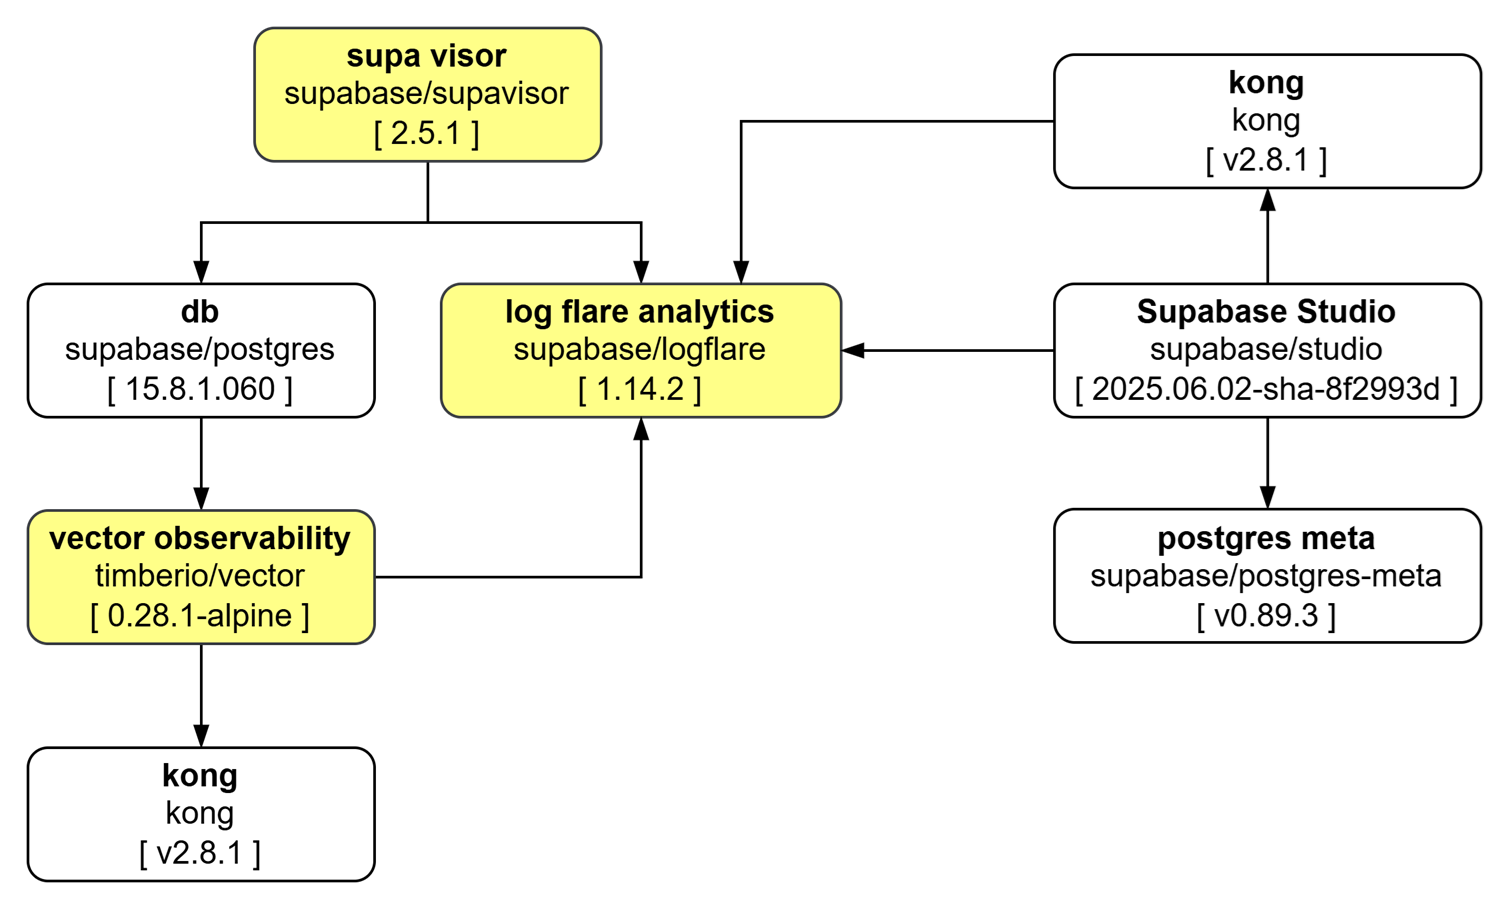 supa visor
supabase/supavisor
[ 2.5.1 ]
kong
kong
[ v2.8.1 ]
db
supabase/postgres
[ 15.8.1.060 ]
log flare analytics
supabase/logflare
[ 1.14.2 ]
Supabase Studio
supabase/studio
[ 2025.06.02-sha-8f2993d ]
vector observability
timberio/vector
[ 0.28.1-alpine ]
postgres meta
supabase/postgres-meta
[ v0.89.3 ]
kong
kong
[ v2.8.1 ]